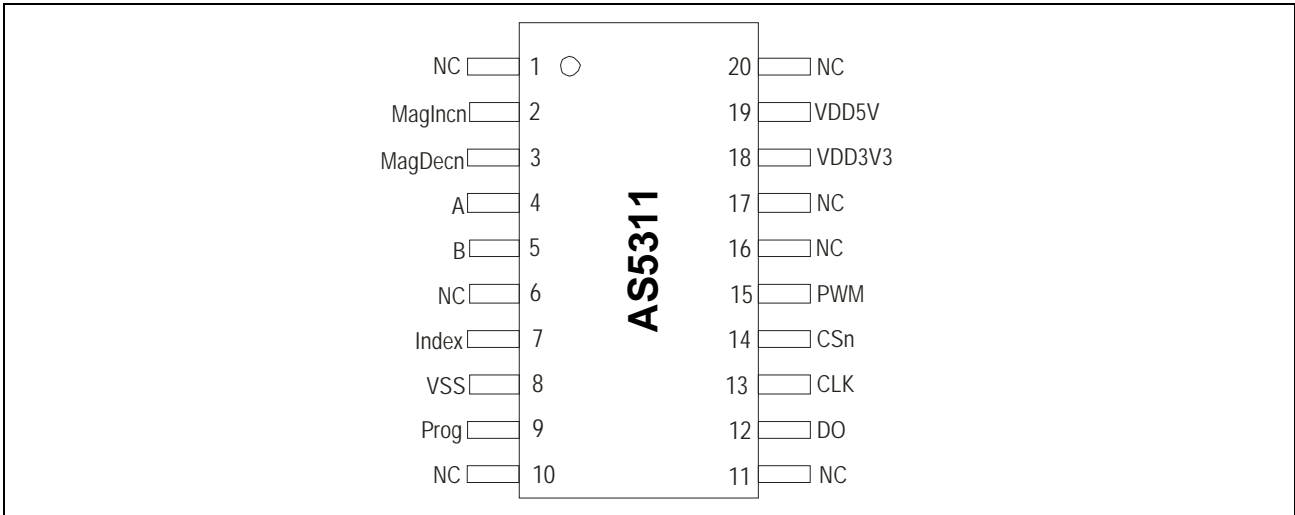 NC 1 20 NC
MagIncn 2 19 VDD5V
MagDecn 3 18 VDD3V3
A 4 17 NC
B 5 16 NC
NC 6 15 PWM
Index 7 14 CSn
VSS 8 13 CLK
Prog 9 12 DO
NC 10 11 NC
AS5311